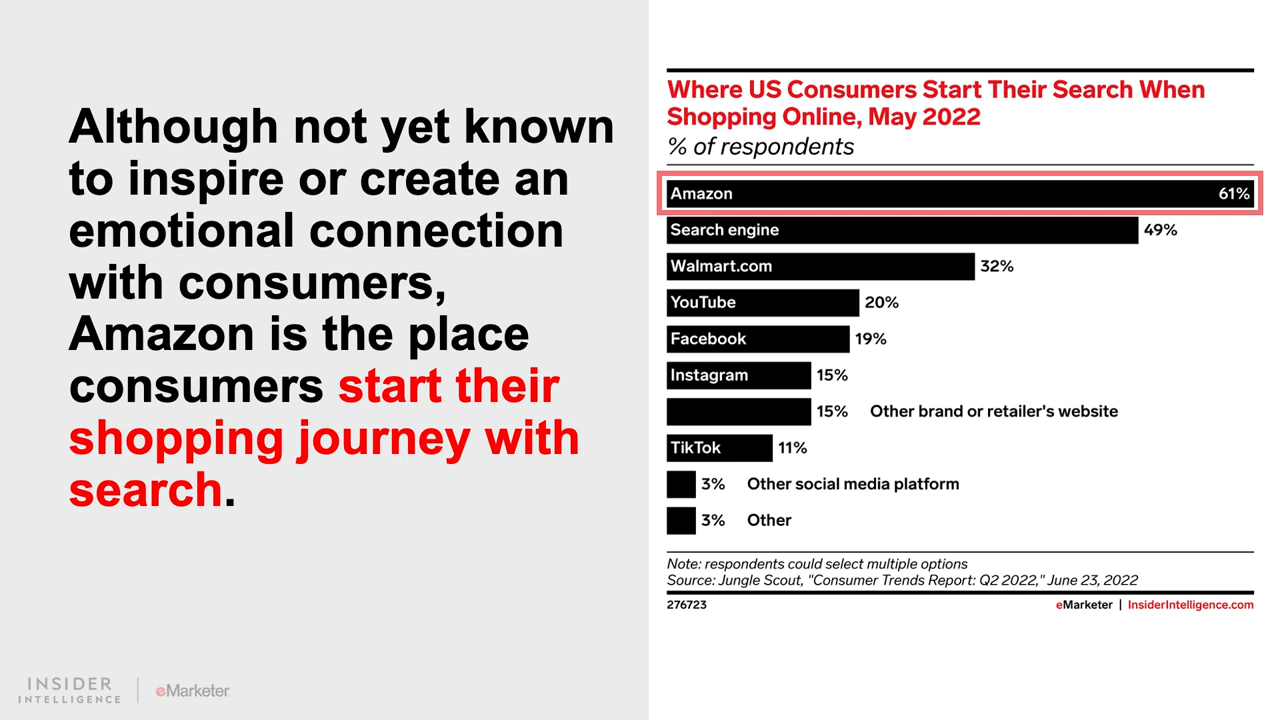 Although not yet known
to inspire or create an
emotional connection
with consumers,
Amazon is the place
consumers start their
shopping journey with
search.
INSIDER
INTELLIGENCE
eMarketer
Where US Consumers Start Their Search When
Shopping Online, May 2022
% of respondents
Amazon 61%
Search engine 49%
Walmart.com 32%
YouTube 20%
Facebook 19%
Instagram 15%
15% Other brand or retailer's website
TikTok 11%
3% Other social media platform
3% Other
Note: respondents could select multiple options
Source: Jungle Scout, "Consumer Trends Report: Q2 2022," June 23, 2022
276723 eMarketer | InsiderIntelligence.com